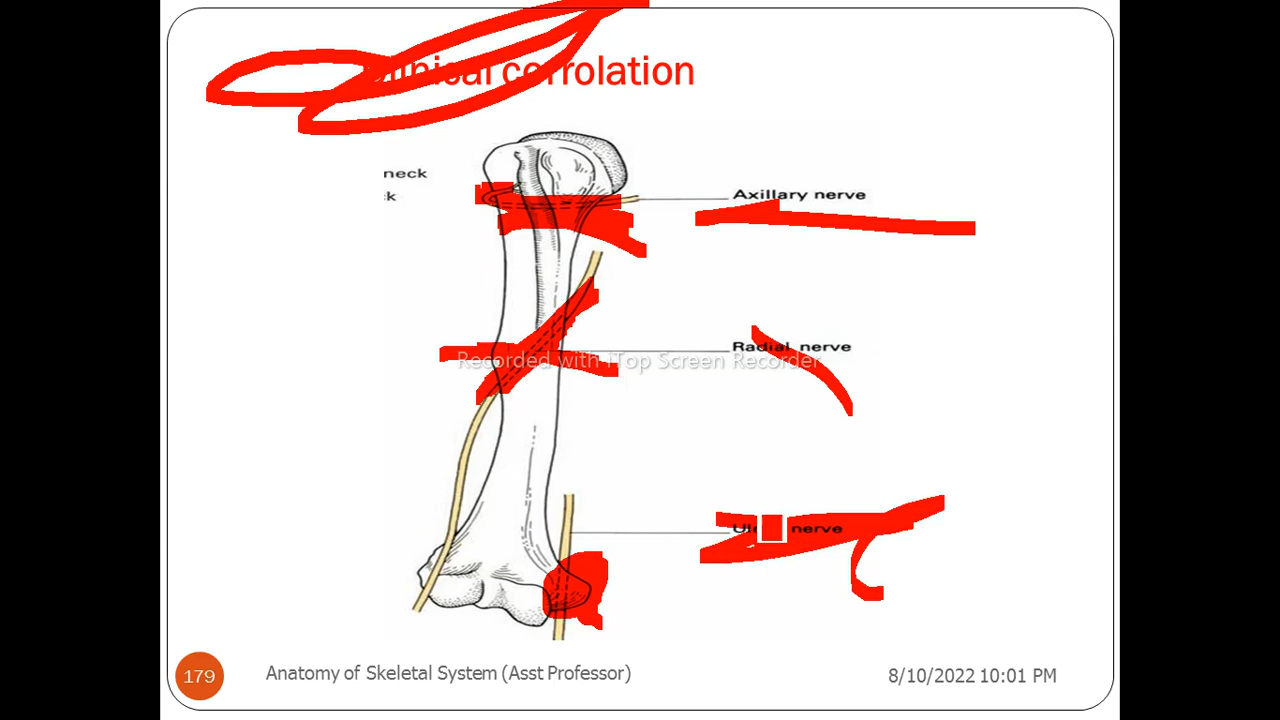 corrolation
neck
k
Axillary nerve
Radial nerve
Recorded with iTop Screen Recorder
nerve
179
Anatomy of Skeletal System (Asst Professor)
8/10/2022 10:01 PM